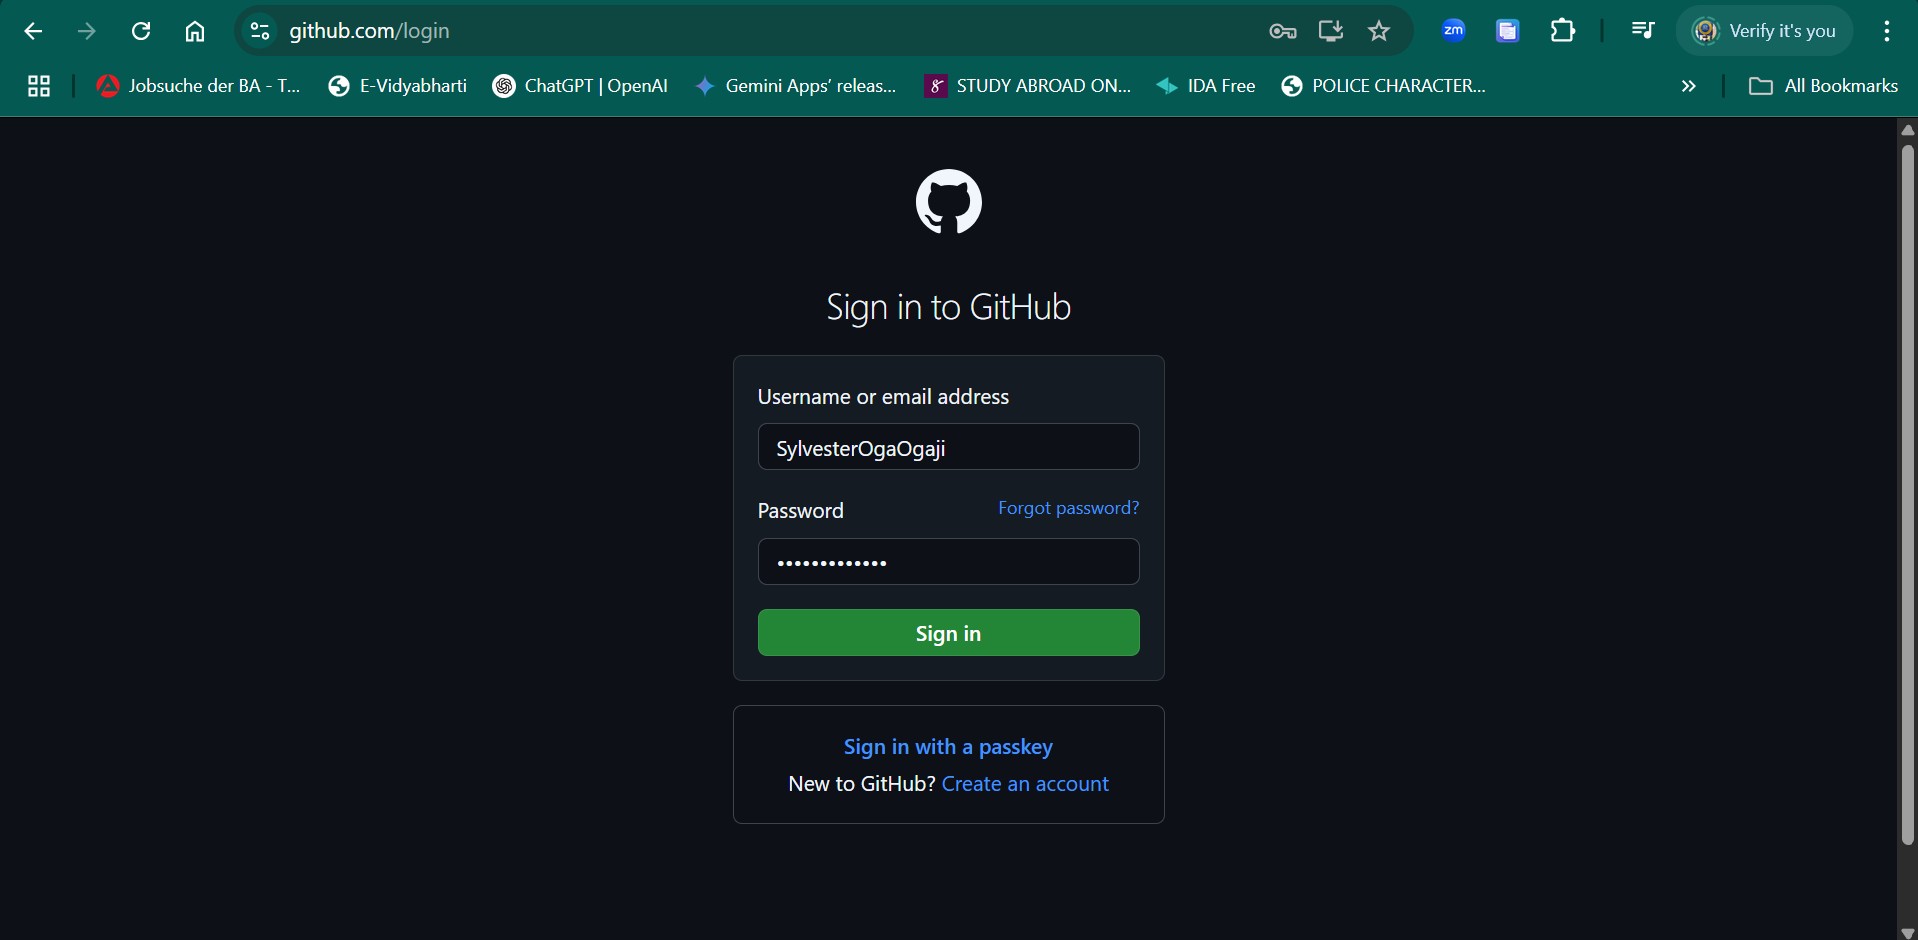 github.com/login
zm
Verify it's you
Jobsuche der BA - T...
E-Vidyabharti
ChatGPT | OpenAI
Gemini Apps’ releas...
STUDY ABROAD ON...
IDA Free
POLICE CHARACTER...
All Bookmarks
Sign in to GitHub
Username or email address
SylvesterOgaOgaji
Password
Forgot password?
•••••••••••••
Sign in
Sign in with a passkey
New to GitHub? Create an account